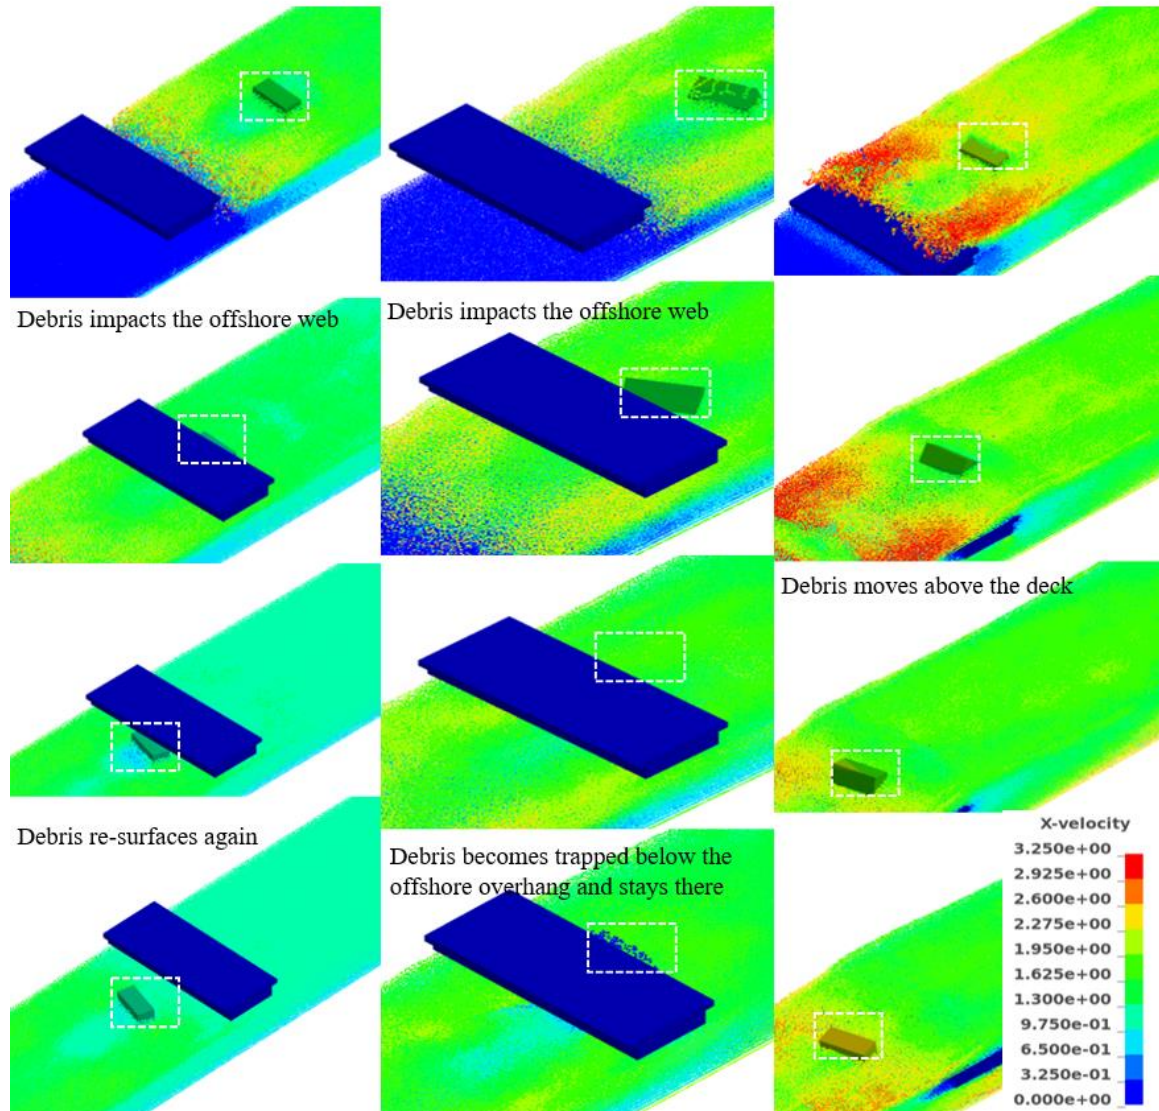 Debris impacts the offshore web
Debris impacts the offshore web
Debris moves above the deck
Debris re-surfaces again
Debris becomes trapped below the
offshore overhang and stays there
X-velocity
3.250e+00
2.925e+00
2.600e+00
2.275e+00
1.950e+00
1.625e+00
1.300e+00
9.750e-01
6.500e-01
3.250e-01
0.000e+00